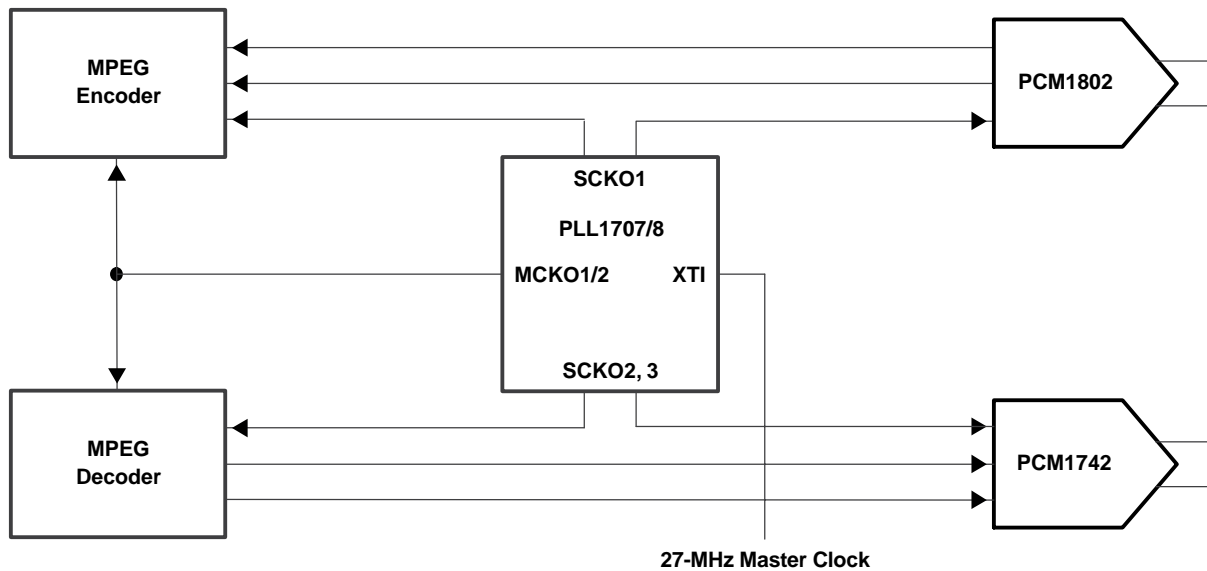 MPEG
Encoder
PCM1802
SCKO1
PLL1707/8
MCKO1/2
XTI
SCKO2, 3
MPEG
Decoder
PCM1742
27-MHz Master Clock